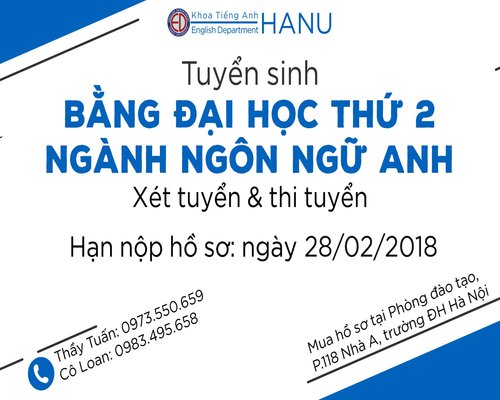 Khoa Tiếng Anh
English Department
HANU
Tuyển sinh
BẰNG ĐẠI HỌC THỨ 2
NGÀNH NGÔN NGỮ ANH
Xét tuyển & thi tuyển
Hạn nộp hồ sơ: ngày 28/02/2018
Thầy Tuấn: 0973.550.659
Cô Loan: 0983.495.658
Mua hồ sơ tại Phòng đào tạo,
P.118 Nhà A, trường ĐH Hà Nội